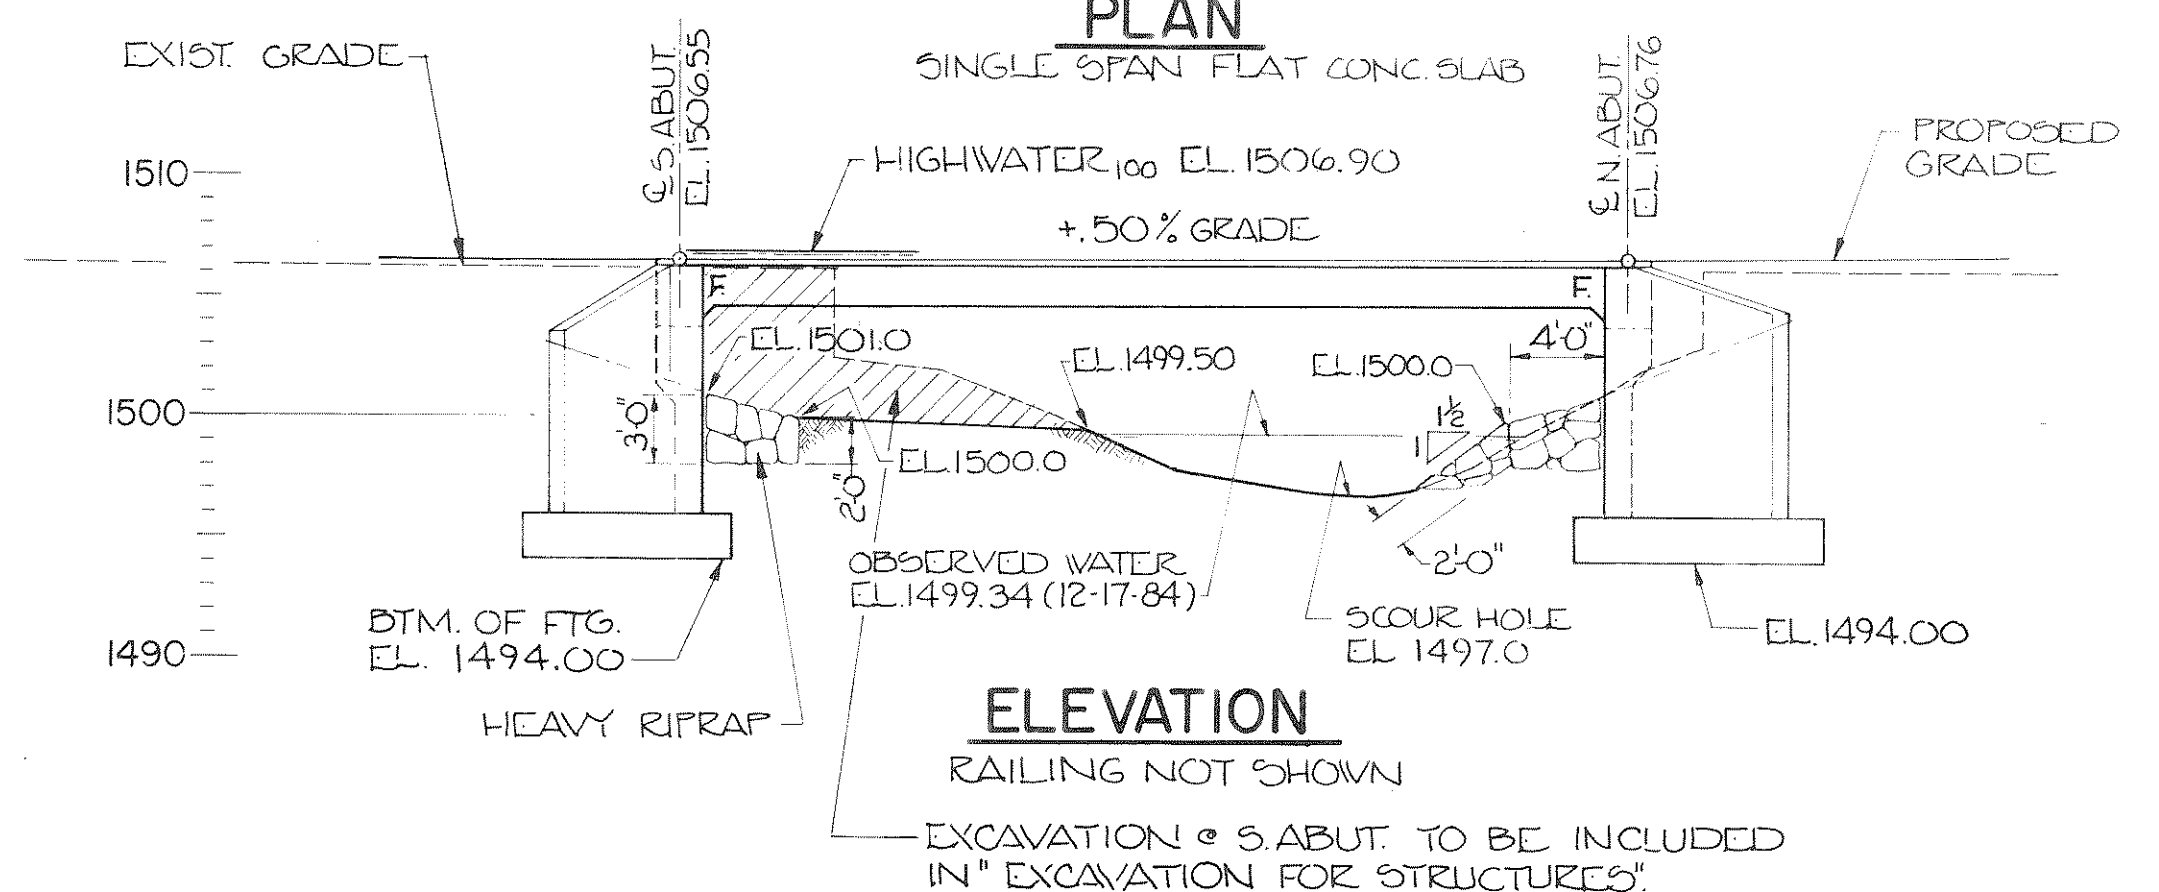 PLAN
SINGLE SPAN FLAT CONC. SLAB
EXIST. GRADE
℄ S. ABUT.
EL. 1506.55
℄ N. ABUT.
EL. 1506.76
PROPOSED
GRADE
HIGHWATER100 EL. 1506.90
+.50% GRADE
1510
1500
1490
F.
F.
EL. 1501.0
EL. 1499.50
EL. 1500.0
4'-0"
1½
1
3'-0"
2'-0"
EL. 1500.0
OBSERVED WATER
EL. 1499.34 (12-17-84)
2'-0"
SCOUR HOLE
EL 1497.0
BTM. OF FTG.
EL. 1494.00
EL. 1494.00
HEAVY RIPRAP
ELEVATION
RAILING NOT SHOWN
EXCAVATION @ S. ABUT. TO BE INCLUDED
IN "EXCAVATION FOR STRUCTURES".